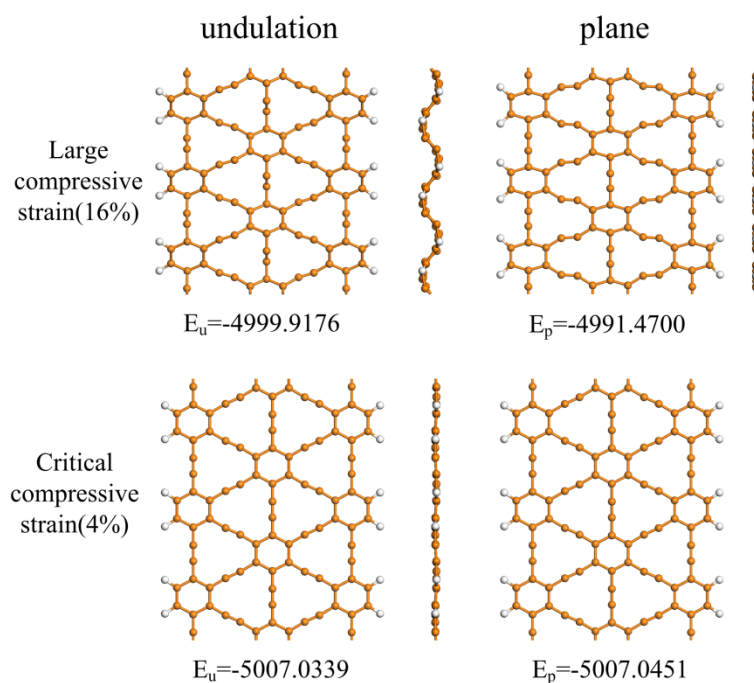 undulation
plane
Large
compressive
strain(16%)
Eu=-4999.9176
Ep=-4991.4700
Critical
compressive
strain(4%)
Eu=-5007.0339
Ep=-5007.0451